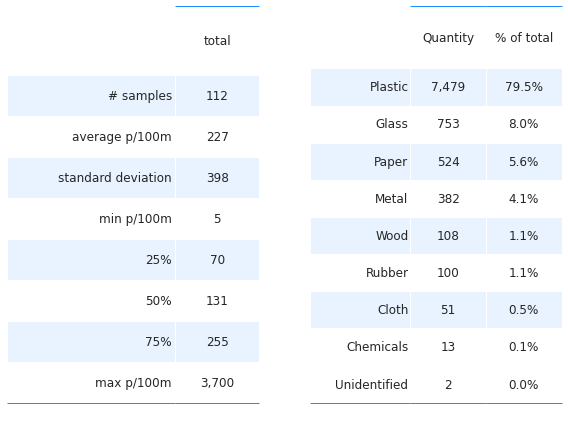 total
# samples 112
average p/100m 227
standard deviation 398
min p/100m 5
25% 70
50% 131
75% 255
max p/100m 3,700
Quantity % of total
Plastic 7,479 79.5%
Glass 753 8.0%
Paper 524 5.6%
Metal 382 4.1%
Wood 108 1.1%
Rubber 100 1.1%
Cloth 51 0.5%
Chemicals 13 0.1%
Unidentified 2 0.0%